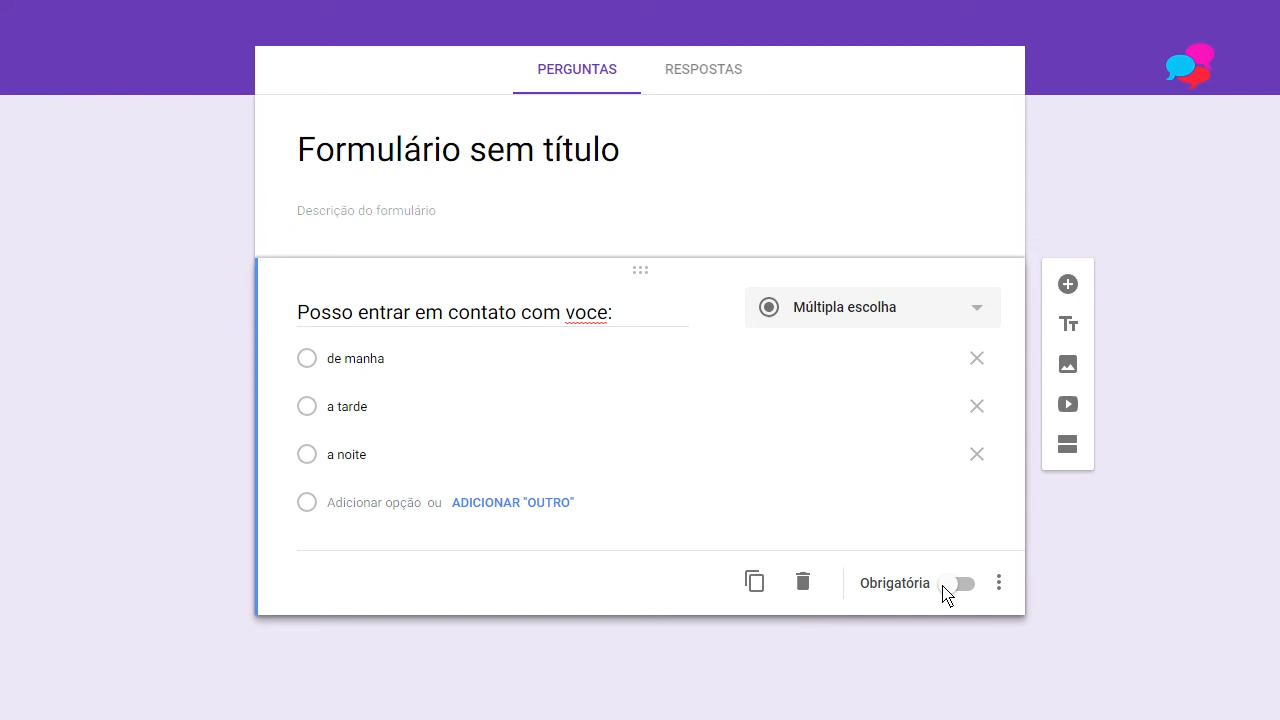 PERGUNTAS RESPOSTAS
Formulário sem título
Descrição do formulário
Posso entrar em contato com voce:
Múltipla escolha
de manha
a tarde
a noite
Adicionar opção ou ADICIONAR "OUTRO"
Obrigatória